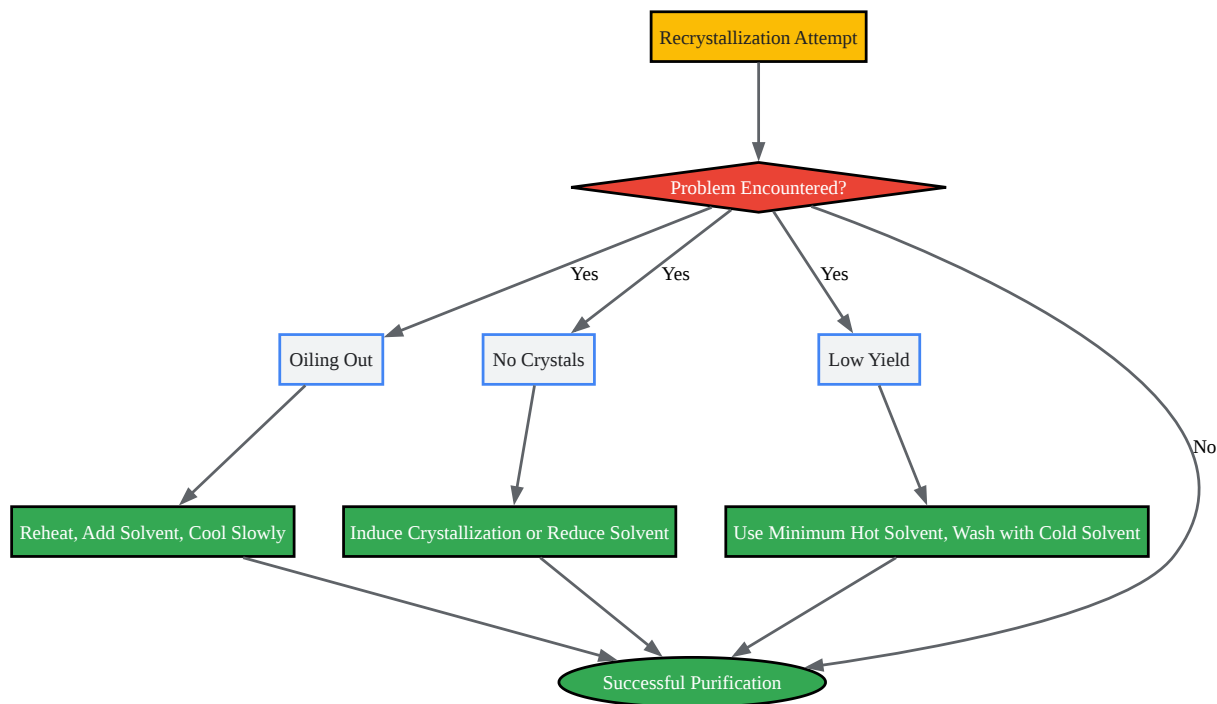 Recrystallization Attempt
Problem Encountered?
Yes
Yes
Yes
Oiling Out
No Crystals
Low Yield
No
Reheat, Add Solvent, Cool Slowly
Induce Crystallization or Reduce Solvent
Use Minimum Hot Solvent, Wash with Cold Solvent
Successful Purification